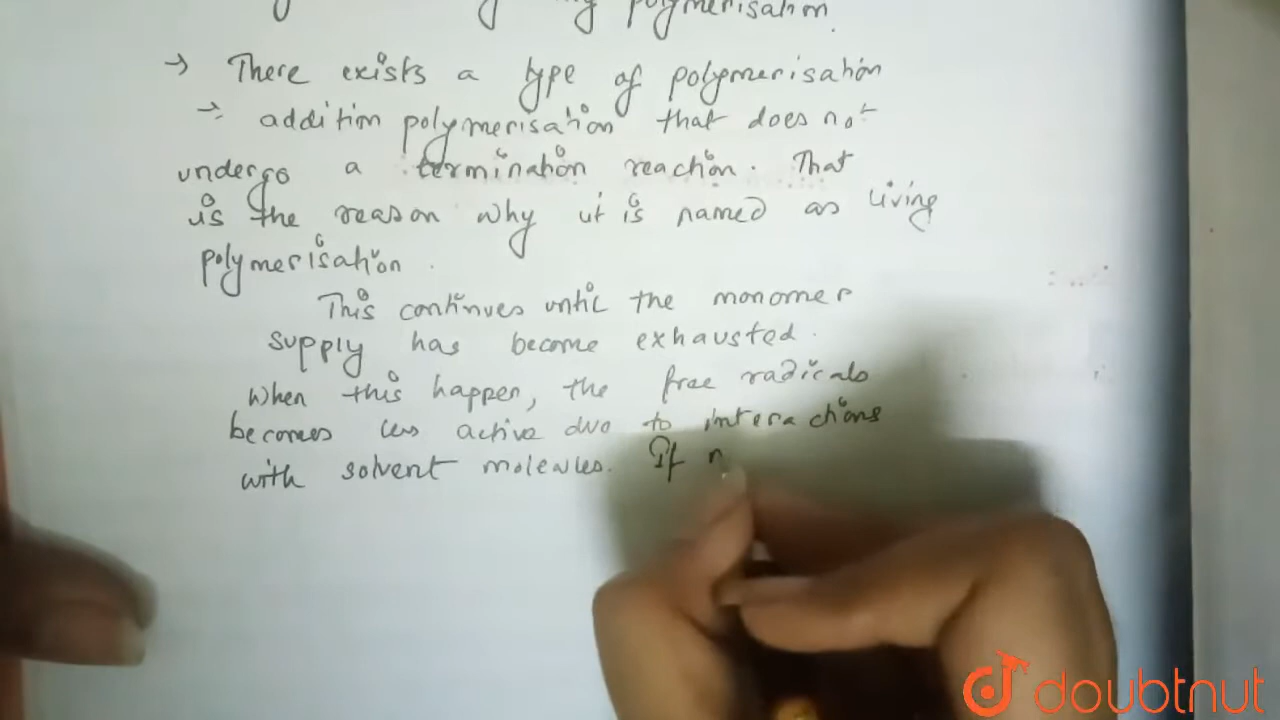 polymerisation.
→ There exists a type of polymerisation
→ addition polymerisation that does not
undergo a termination reaction. That
is the reason why it is named as living
polymerisation.
This continues until the monomer
supply has become exhausted.
When this happen, the free radicals
becomes less active due to interactions
with solvent molecules. If
doubtnut